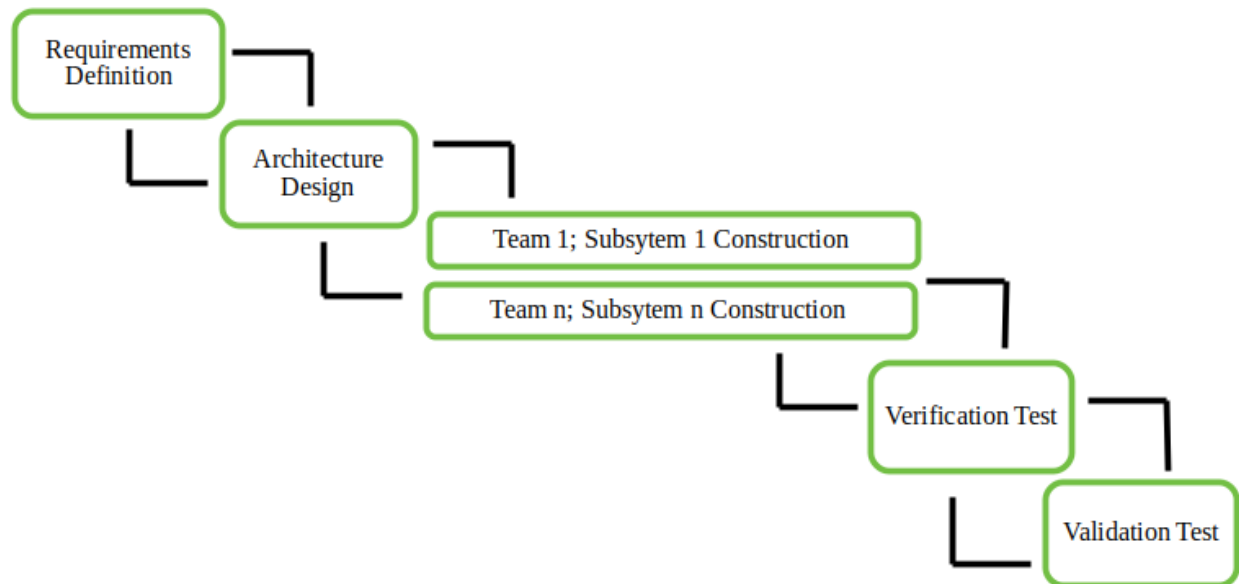 Requirements
Definition
Architecture
Design
Team 1; Subsytem 1 Construction
Team n; Subsytem n Construction
Verification Test
Validation Test